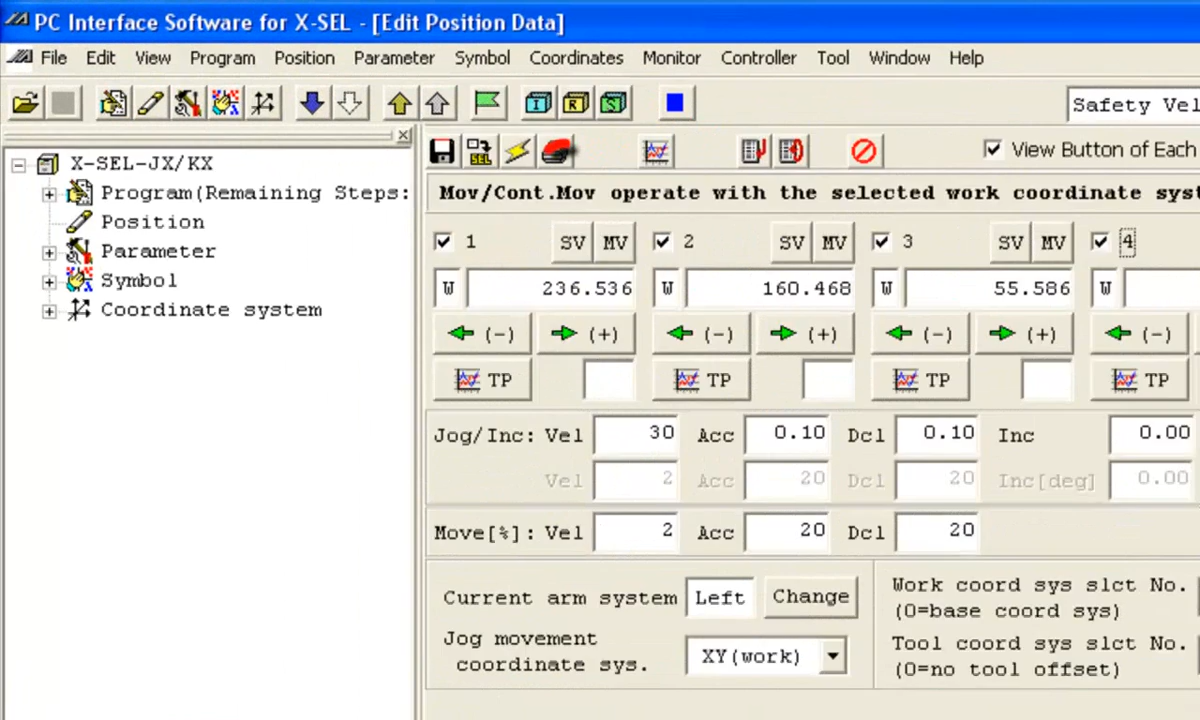 PC Interface Software for X-SEL - [Edit Position Data]
File Edit View Program Position Parameter Symbol Coordinates Monitor Controller Tool Window Help
I R S Safety Vel
X-SEL-JX/KX
Program(Remaining Steps:
Position
Parameter
Symbol
Coordinate system
SEL View Button of Each
Mov/Cont.Mov operate with the selected work coordinate syst
1 SV MV 2 SV MV 3 SV MV 4
W 236.536 W 160.468 W 55.586 W
(-) (+) (-) (+) (-) (+) (-)
TP TP TP TP
Jog/Inc: Vel 30 Acc 0.10 Dcl 0.10 Inc 0.00
Vel 2 Acc 20 Dcl 20 Inc[deg] 0.00
Move[%]: Vel 2 Acc 20 Dcl 20
Current arm system Left Change
Jog movement
coordinate sys. XY(work)
Work coord sys slct No.
(0=base coord sys)
Tool coord sys slct No.
(0=no tool offset)